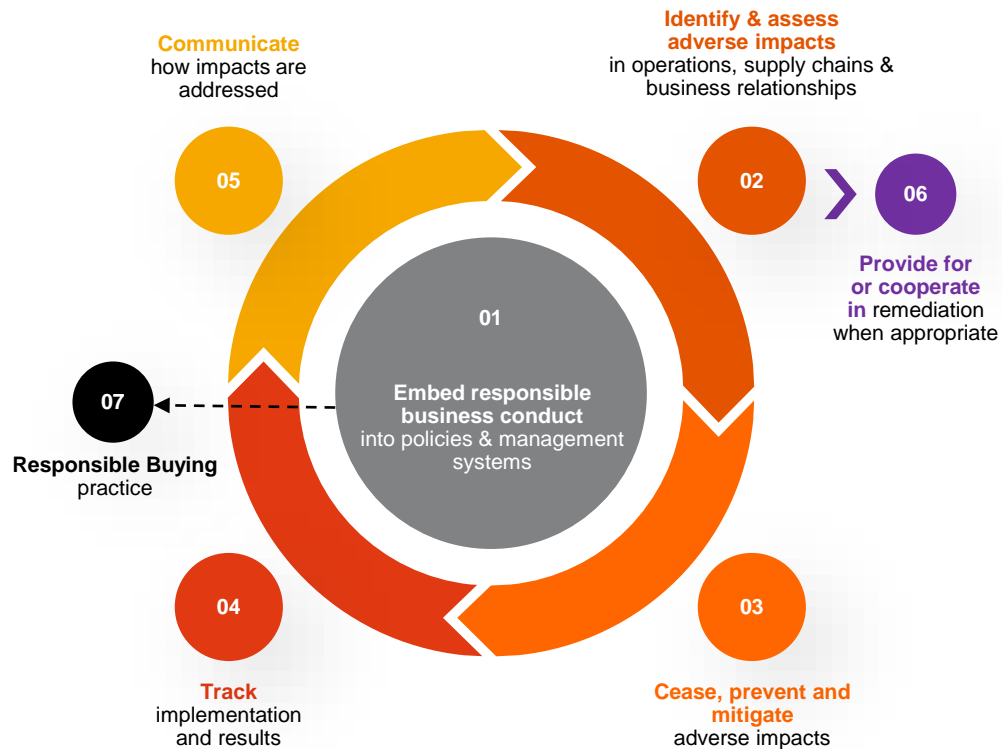 Communicate
how impacts are
addressed
05
Identify & assess
adverse impacts
in operations, supply chains &
business relationships
02
06
Provide for
or cooperate
in remediation
when appropriate
01
Embed responsible
business conduct
into policies & management
systems
07
Responsible Buying
practice
04
Track
implementation
and results
03
Cease, prevent and
mitigate
adverse impacts